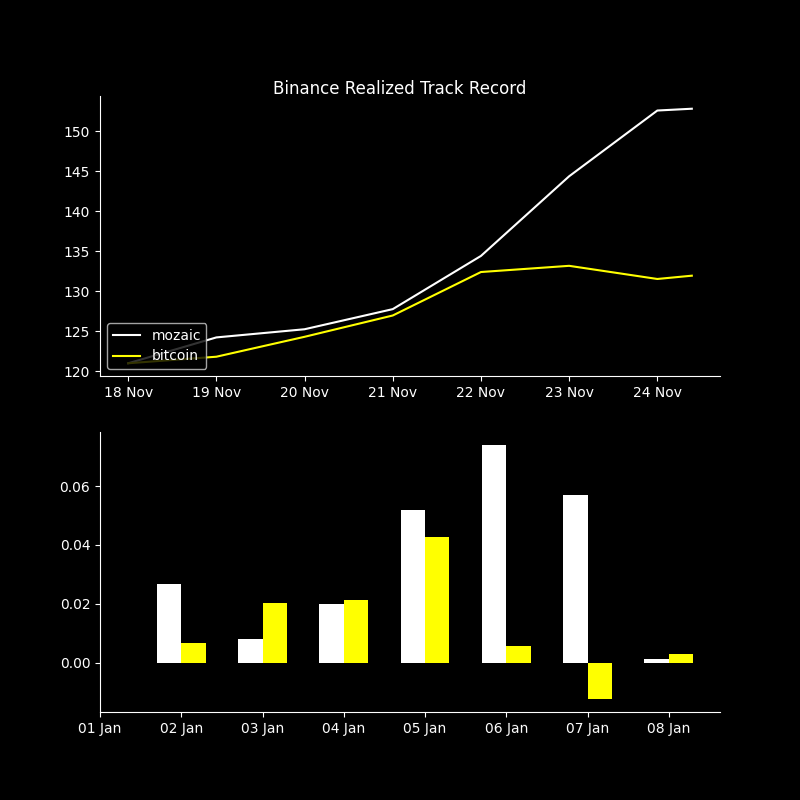 Binance Realized Track Record
150
145
140
135
130
125
120
mozaic
bitcoin
18 Nov 19 Nov 20 Nov 21 Nov 22 Nov 23 Nov 24 Nov
0.06
0.04
0.02
0.00
01 Jan 02 Jan 03 Jan 04 Jan 05 Jan 06 Jan 07 Jan 08 Jan